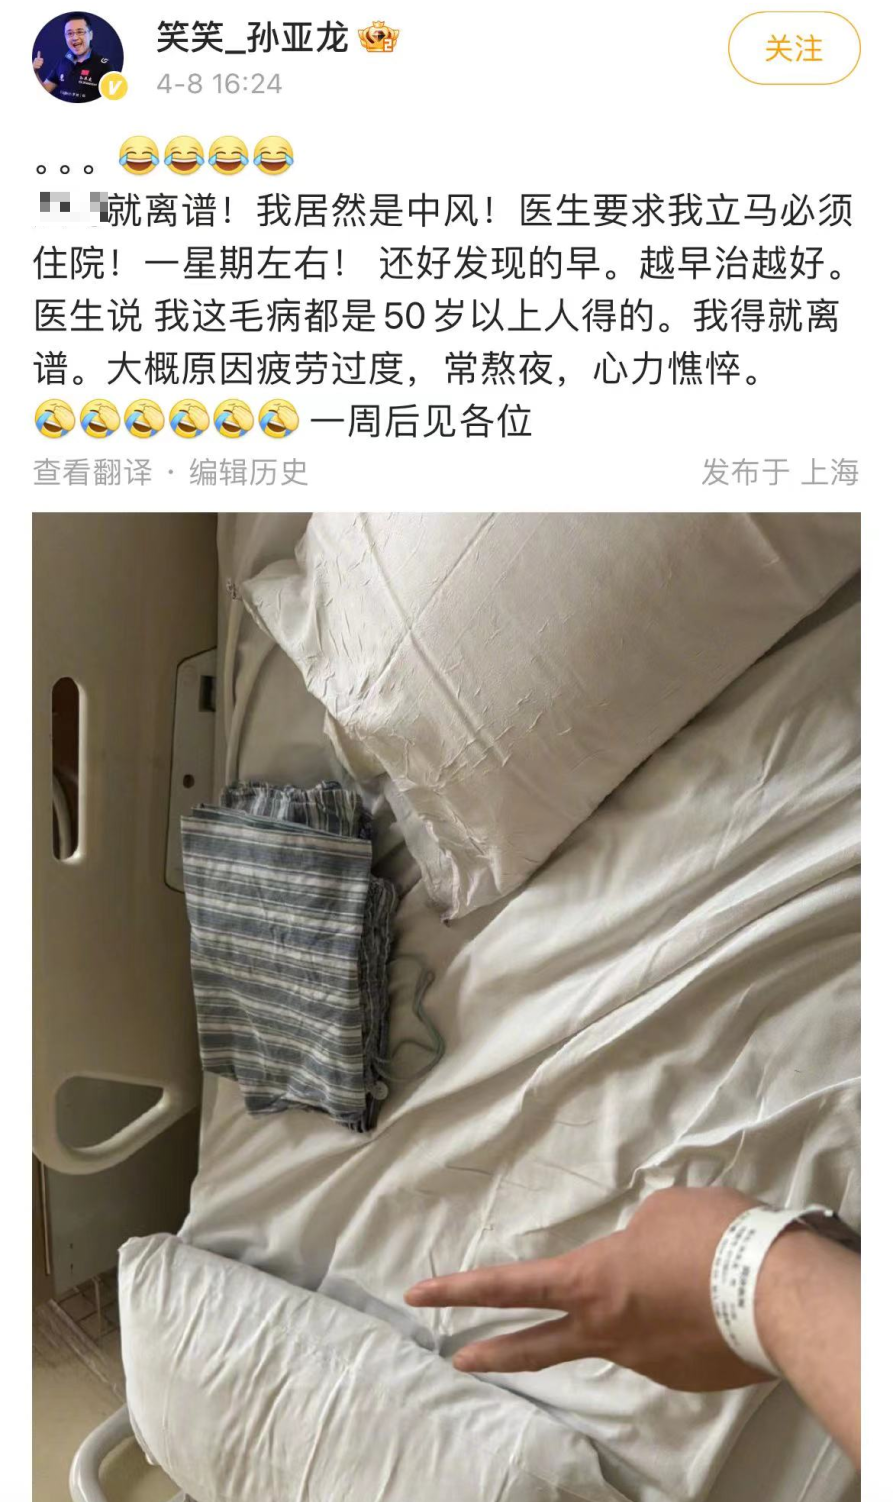 笑笑_孙亚龙
4-8 16:24
关注
。。。
就离谱！我居然是中风！医生要求我立马必须
住院！一星期左右！ 还好发现的早。越早治越好。
医生说 我这毛病都是50岁以上人得的。我得就离
谱。大概原因疲劳过度，常熬夜，心力憔悴。
一周后见各位
查看翻译 · 编辑历史
发布于 上海